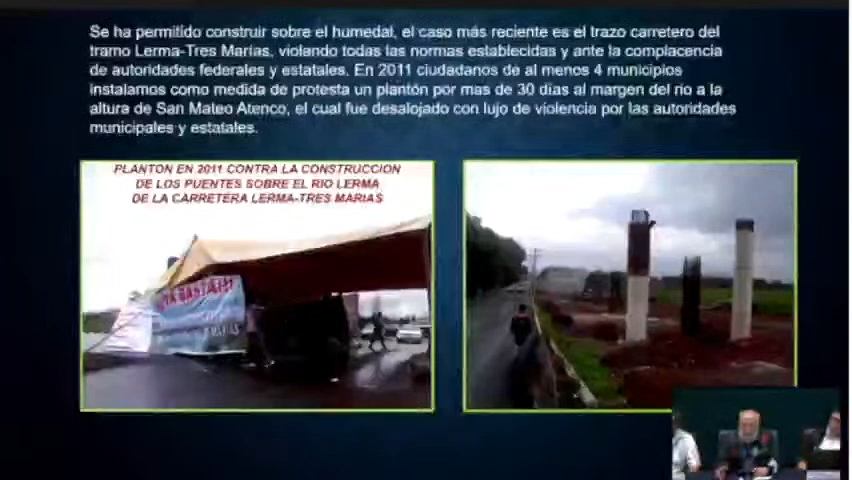 Se ha permitido construir sobre el humedal, el caso más reciente es el trazo carretero del
tramo Lerma-Tres Marías, violando todas las normas establecidas y ante la complacencia
de autoridades federales y estatales. En 2011 ciudadanos de al menos 4 municipios
instalamos como medida de protesta un plantón por mas de 30 días al margen del río a la
altura de San Mateo Atenco, el cual fue desalojado con lujo de violencia por las autoridades
municipales y estatales.
PLANTON EN 2011 CONTRA LA CONSTRUCCION
DE LOS PUENTES SOBRE EL RIO LERMA
DE LA CARRETERA LERMA-TRES MARIAS
YA BASTA!!!